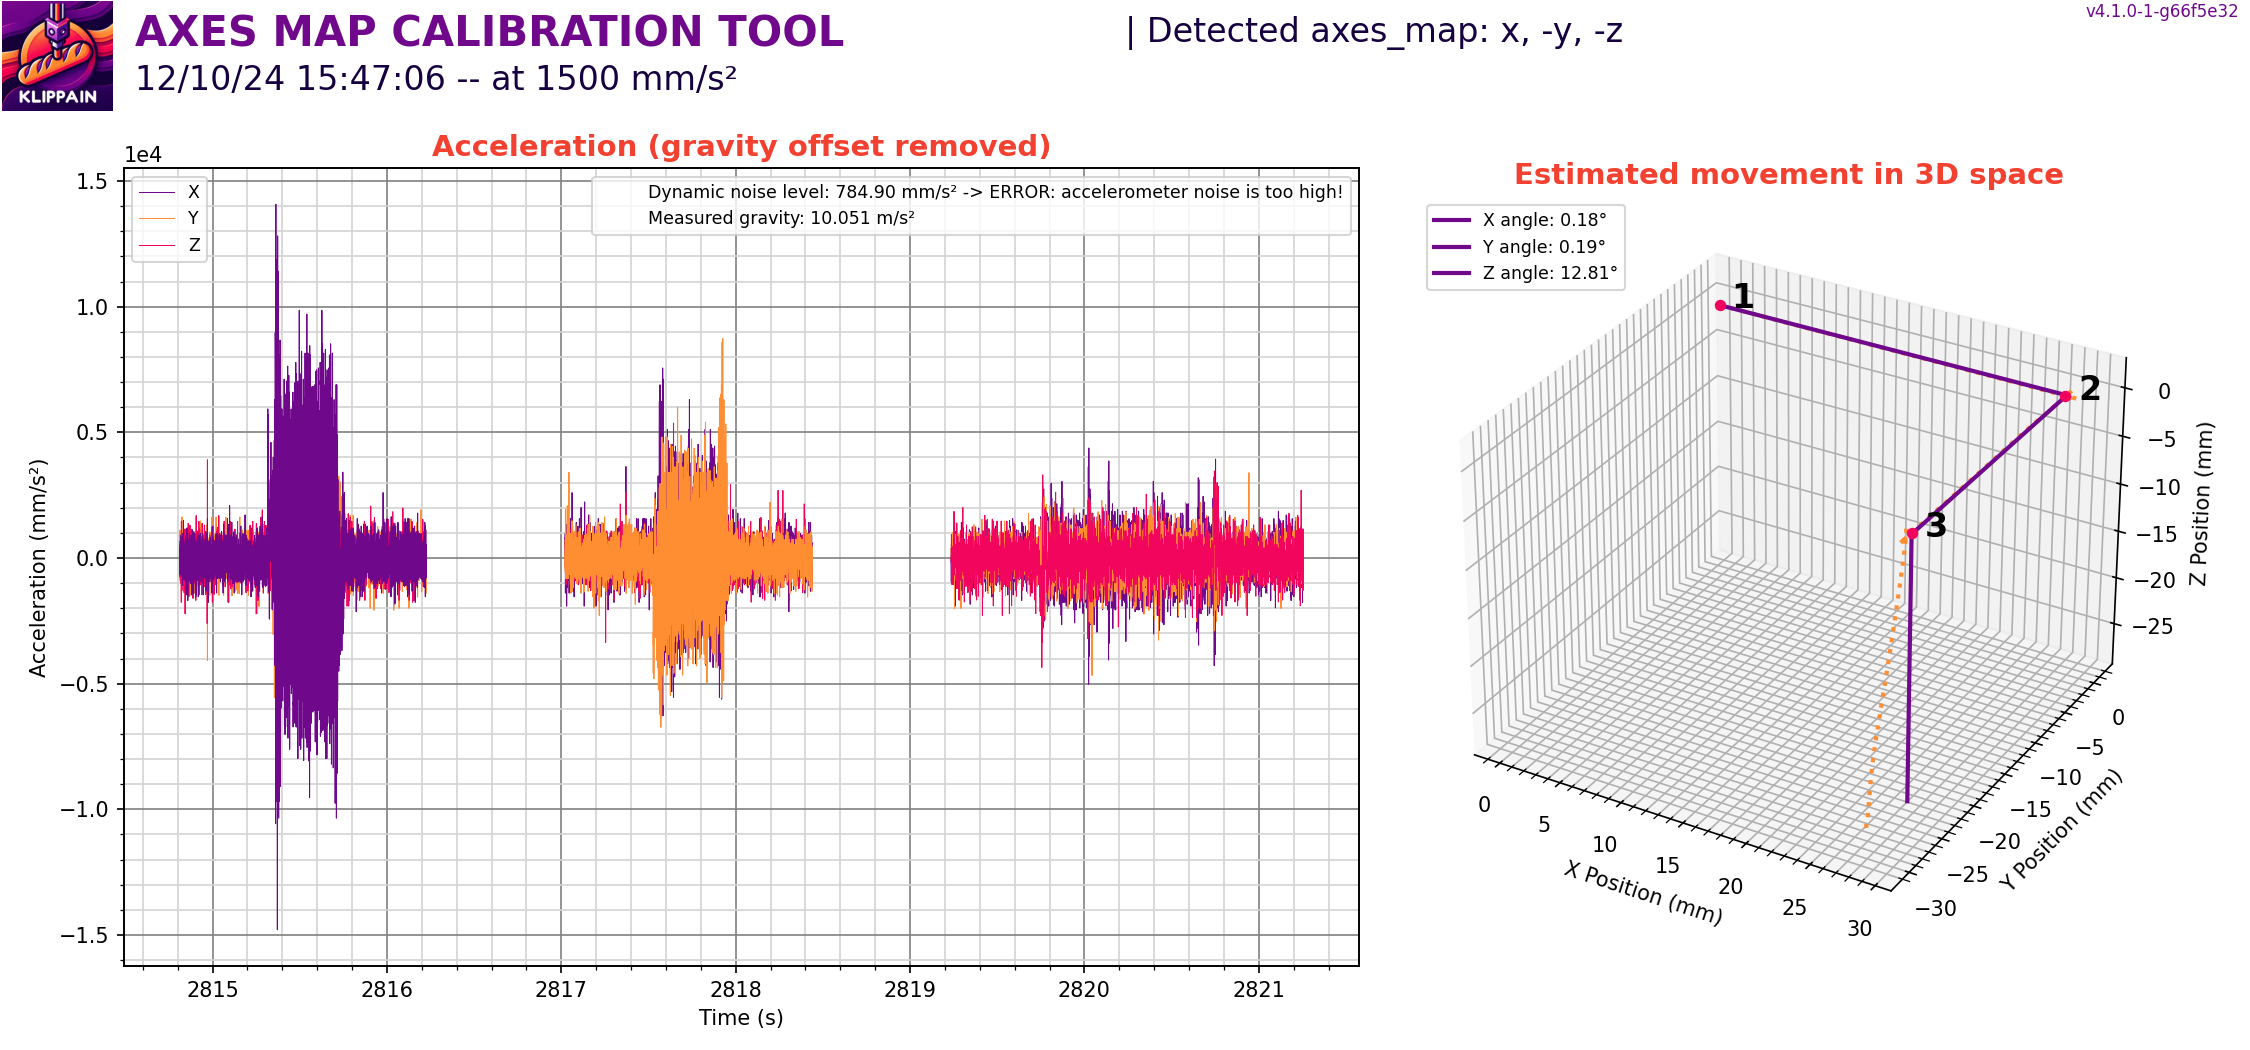 KLIPPAIN
AXES MAP CALIBRATION TOOL
12/10/24 15:47:06 -- at 1500 mm/s²
| Detected axes_map: x, -y, -z
v4.1.0-1-g66f5e32
Acceleration (gravity offset removed)
1e4
X
Y
Z
Dynamic noise level: 784.90 mm/s² -> ERROR: accelerometer noise is too high!
Measured gravity: 10.051 m/s²
1.5
1.0
0.5
0.0
−0.5
−1.0
−1.5
Acceleration (mm/s²)
2815
2816
2817
2818
2819
2820
2821
Time (s)
Estimated movement in 3D space
X angle: 0.18°
Y angle: 0.19°
Z angle: 12.81°
1
2
3
0
−5
−10
−15
−20
−25
Z Position (mm)
0
−5
−10
−15
−20
−25
−30
Y Position (mm)
0
5
10
15
20
25
30
X Position (mm)